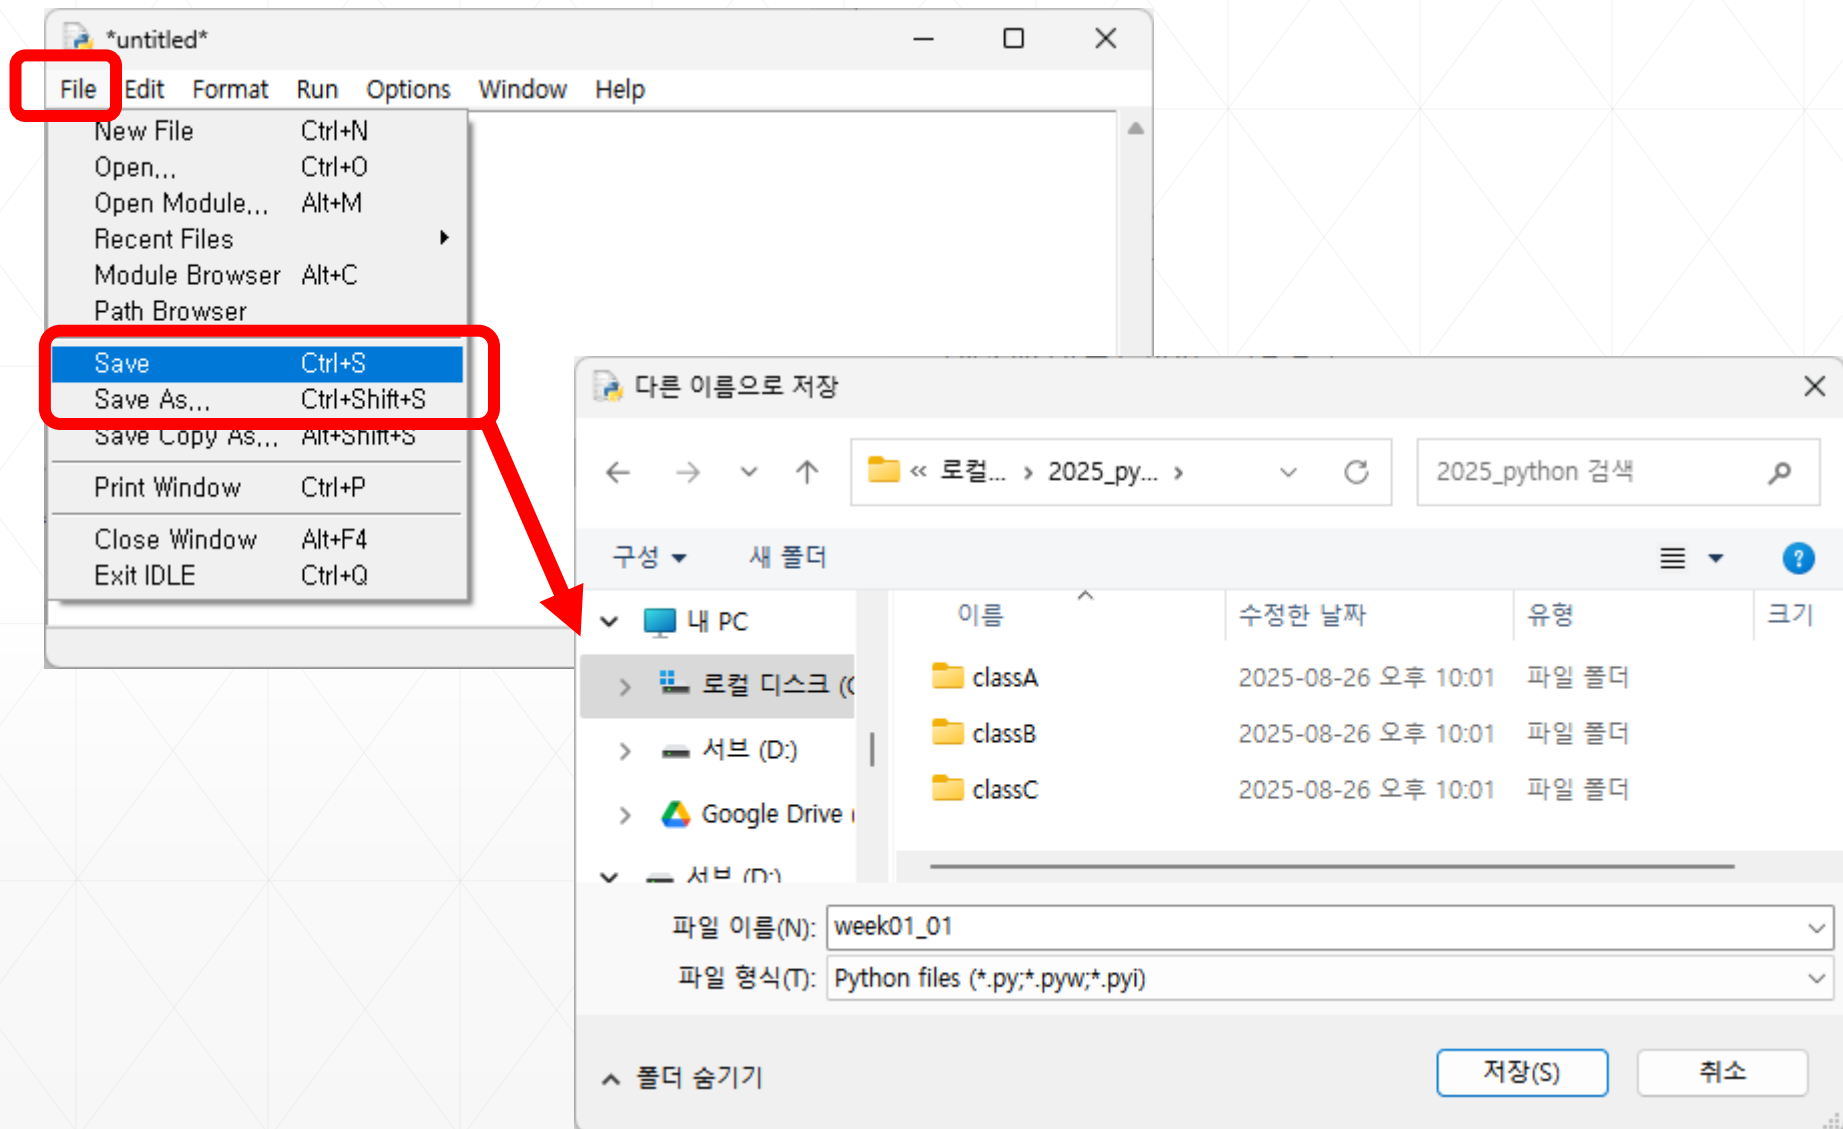 *untitled*
File Edit Format Run Options Window Help
New File Ctrl+N
Open... Ctrl+O
Open Module... Alt+M
Recent Files
Module Browser Alt+C
Path Browser
Save Ctrl+S
Save As... Ctrl+Shift+S
Save Copy As... Alt+Shift+S
Print Window Ctrl+P
Close Window Alt+F4
Exit IDLE Ctrl+Q
다른 이름으로 저장
« 로컬... › 2025_py... ›
2025_python 검색
구성 새 폴더
내 PC
로컬 디스크 (C
서브 (D:)
Google Drive (
서브 (D:)
이름 수정한 날짜 유형 크기
classA 2025-08-26 오후 10:01 파일 폴더
classB 2025-08-26 오후 10:01 파일 폴더
classC 2025-08-26 오후 10:01 파일 폴더
파일 이름(N): week01_01
파일 형식(T): Python files (*.py;*.pyw;*.pyi)
폴더 숨기기
저장(S) 취소